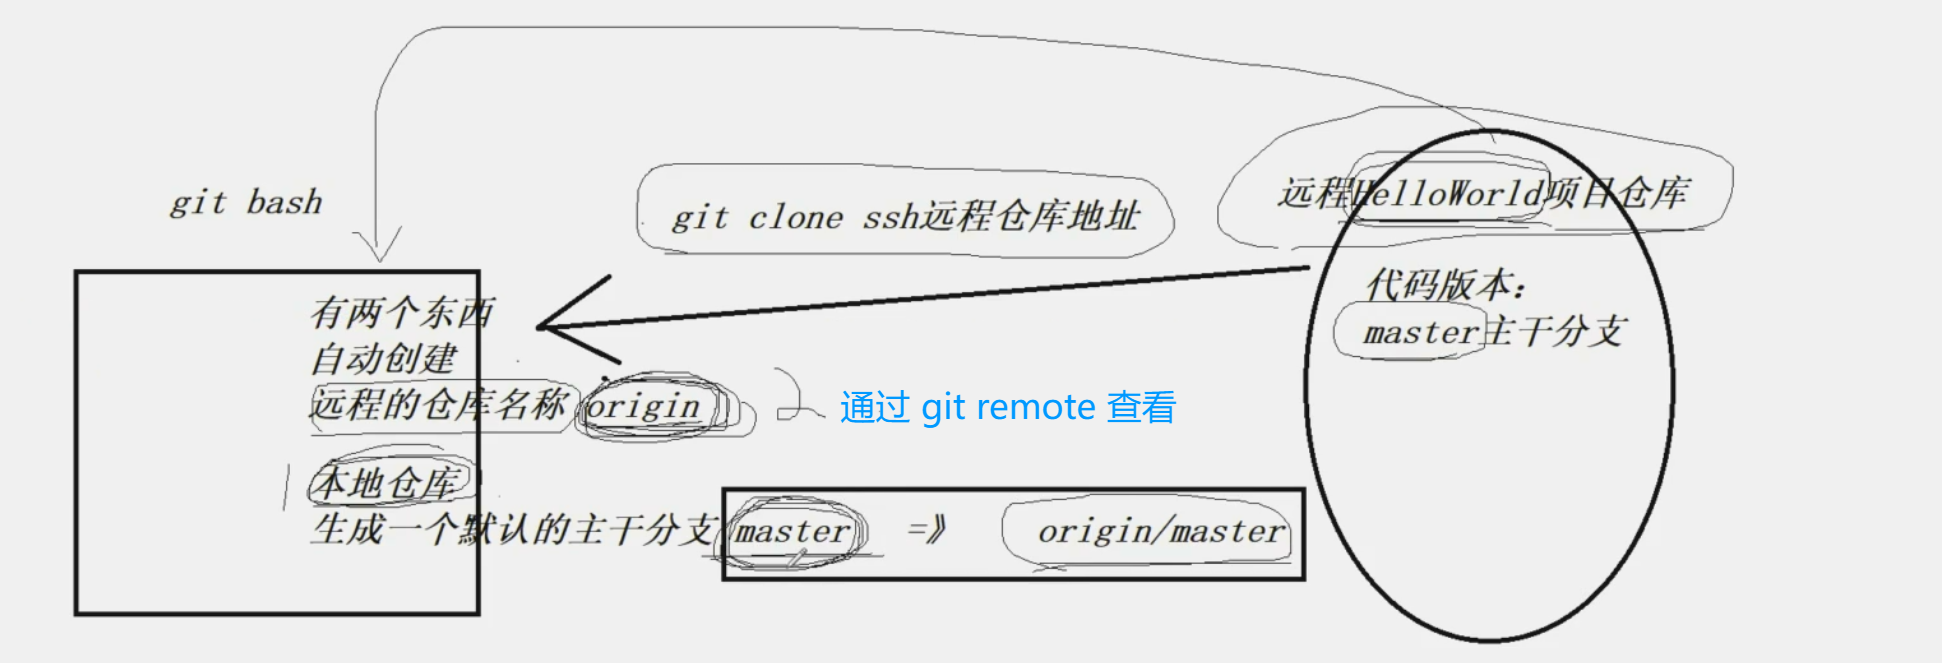 git bash
git clone ssh远程仓库地址
远程HelloWorld项目仓库
代码版本：
master主干分支
有两个东西
自动创建
远程的仓库名称 origin
通过 git remote 查看
本地仓库
生成一个默认的主干分支 master =》 origin/master